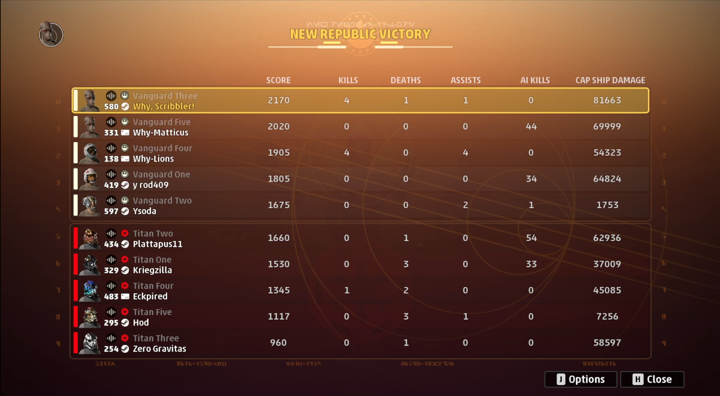 NEW REPUBLIC VICTORY
SCORE KILLS DEATHS ASSISTS AI KILLS CAP SHIP DAMAGE
Vanguard Three
580 Why, Scribbler! 2170 4 1 1 0 81663
Vanguard Five
331 Why-Matticus 2020 0 0 0 44 69999
Vanguard Four
138 Why-Lions 1905 4 0 4 0 54323
Vanguard One
419 y rod409 1805 0 0 0 34 64824
Vanguard Two
597 Ysoda 1675 0 0 2 1 1753
Titan Two
434 Plattapus11 1660 0 1 0 54 62936
Titan One
329 Kriegzilla 1530 0 3 0 33 37009
Titan Four
483 Eckpired 1345 1 2 0 0 45085
Titan Five
295 Hod 1117 0 3 1 0 7256
Titan Three
254 Zero Gravitas 960 0 1 0 0 58597
J Options H Close